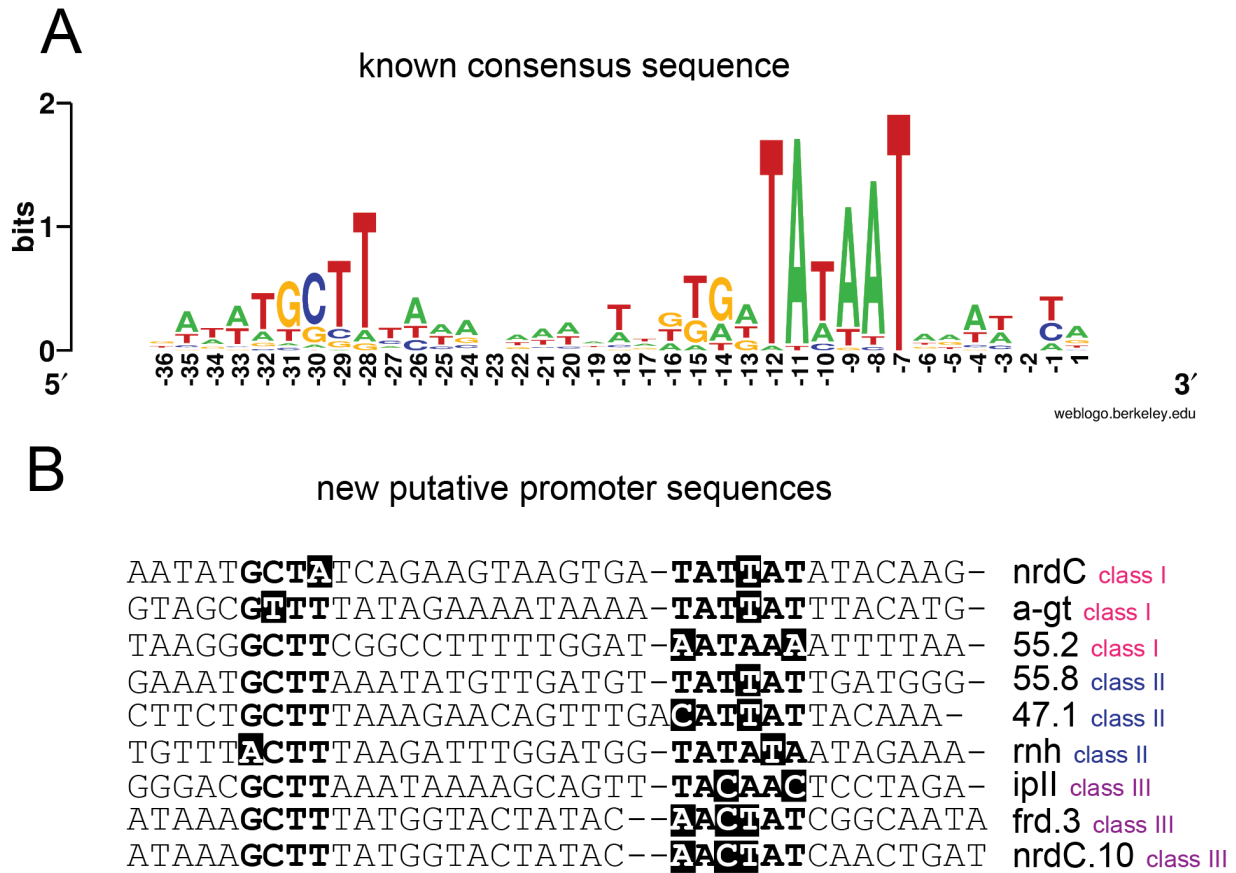 A
known consensus sequence
bits
2
1
0
5′
-36 -35 -34 -33 -32 -31 -30 -29 -28 -27 -26 -25 -24 -23 -22 -21 -20 -19 -18 -17 -16 -15 -14 -13 -12 -11 -10 -9 -8 -7 -6 -5 -4 -3 -2 -1 1
3′
weblogo.berkeley.edu
B
new putative promoter sequences
AATATGCTATCAGAAGTAAGTGA-TATTATATACAAG- nrdC class I
GTAGCGTTTTATAGAAAATAAAA-TATTATTTACATG- a-gt class I
TAAGGGCTTCGGCCTTTTTGGAT-AATAAAATTTTAA- 55.2 class I
GAAATGCTTAAATATGTTGATGT-TATTATTGATGGG- 55.8 class II
CTTCTGCTTTAAAGAACAGTTTGACATTATTACAAA- 47.1 class II
TGTTTACTTTAAGATTTGGATGG-TATATAATAGAAA- rnh class II
GGGACGCTTAAATAAAAGCAGTT-TACAACTCCTAGA- ipII class III
ATAAAGCTTTATGGTACTATAC--AACTATCGGCAATA frd.3 class III
ATAAAGCTTTATGGTACTATAC--AACTATCAACTGAT nrdC.10 class III